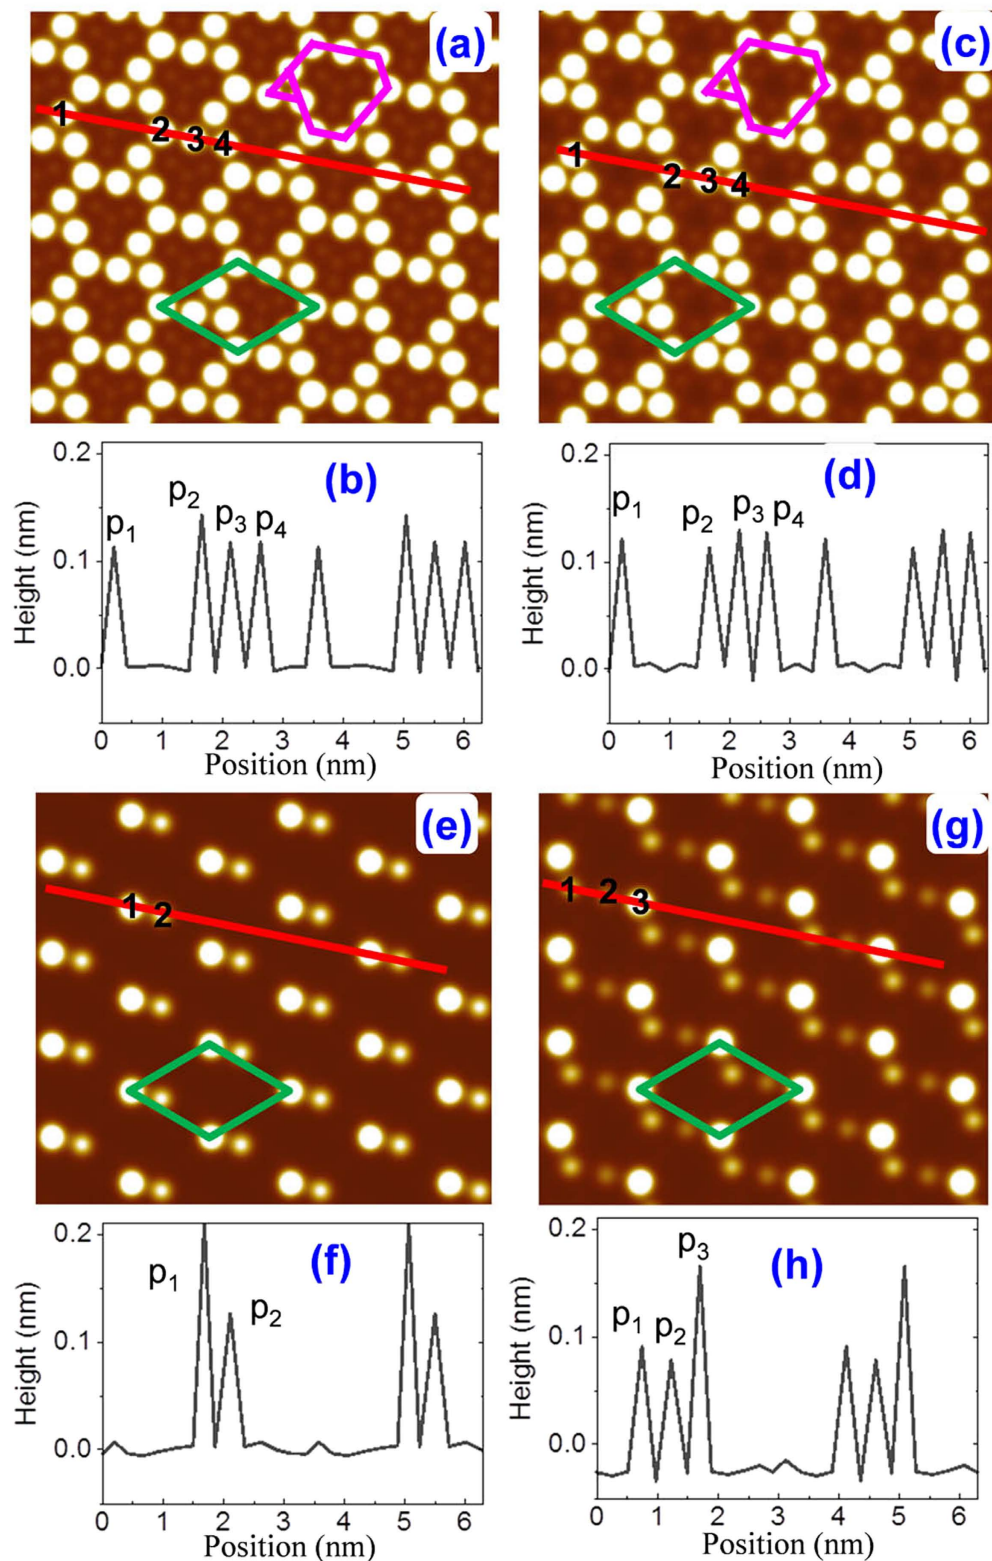 (a)
1
2 3 4
(c)
1
2 3 4
0.2
0.1
0.0
Height (nm)
p1
p2
p3
p4
(b)
0 1 2 3 4 5 6
Position (nm)
0.2
0.1
0.0
Height (nm)
p1
p2
p3
p4
(d)
0 1 2 3 4 5 6
Position (nm)
(e)
1 2
(g)
1 2 3
0.2
0.1
0.0
Height (nm)
p1
p2
(f)
0 1 2 3 4 5 6
Position (nm)
0.2
0.1
0.0
Height (nm)
p1
p2
p3
(h)
0 1 2 3 4 5 6
Position (nm)